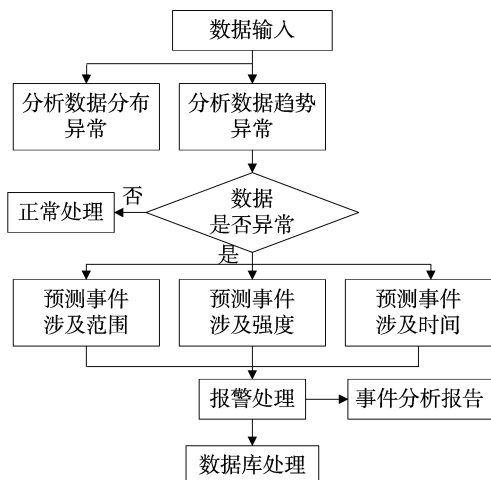 数据输入
分析数据分布
异常
分析数据趋势
异常
数据
是否异常
否
正常处理
是
预测事件
涉及范围
预测事件
涉及强度
预测事件
涉及时间
报警处理
事件分析报告
数据库处理